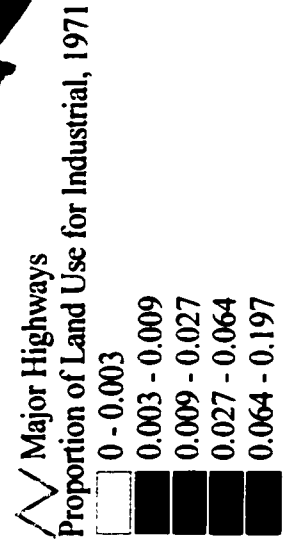 Major Highways
Proportion of Land Use for Industrial, 1971
0 - 0.003
0.003 - 0.009
0.009 - 0.027
0.027 - 0.064
0.064 - 0.197